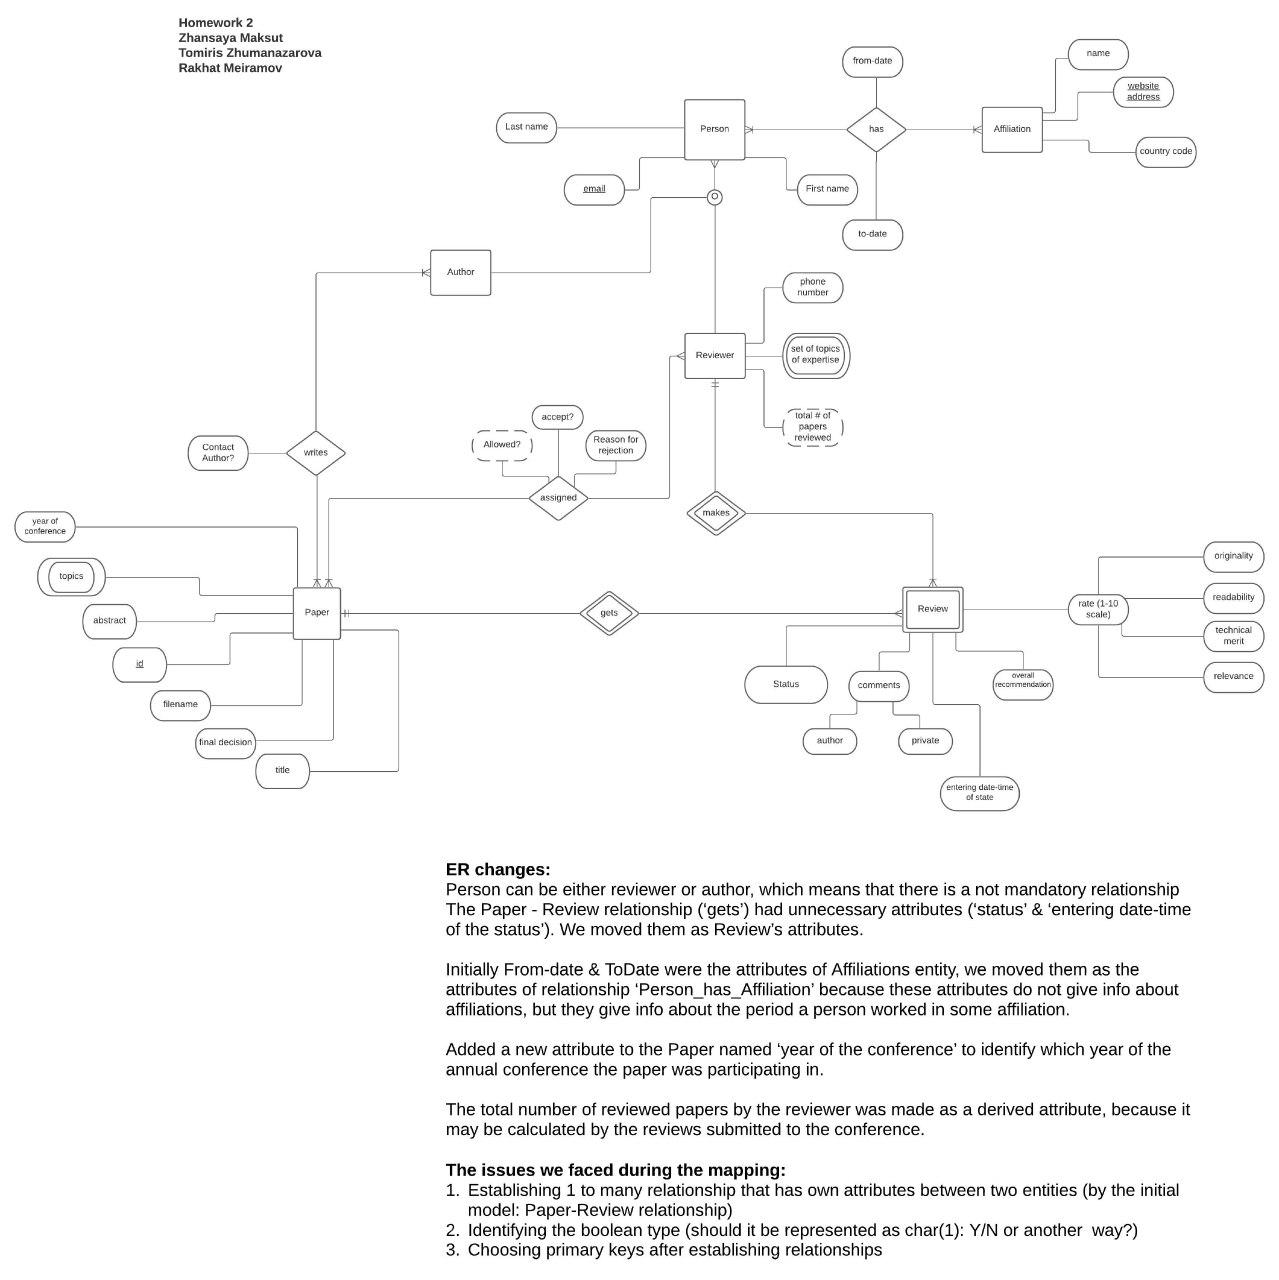 Homework 2
Zhansaya Maksut
Tomiris Zhumanazarova
Rakhat Meiramov
from-date
name
website
address
Last name
Person
has
Affiliation
country code
email
First name
to-date
Author
phone
number
Reviewer
set of topics
of expertise
total # of
papers
reviewed
accept?
Allowed?
Reason for
rejection
Contact
Author?
writes
assigned
makes
year of
conference
topics
abstract
id
filename
final decision
title
Paper
gets
Review
rate (1-10
scale)
originality
readability
technical
merit
relevance
Status
comments
overall
recommendation
author
private
entering date-time
of state
ER changes:
Person can be either reviewer or author, which means that there is a not mandatory relationship
The Paper - Review relationship (‘gets’) had unnecessary attributes (‘status’ & ‘entering date-time
of the status’). We moved them as Review’s attributes.
Initially From-date & ToDate were the attributes of Affiliations entity, we moved them as the
attributes of relationship ‘Person_has_Affiliation’ because these attributes do not give info about
affiliations, but they give info about the period a person worked in some affiliation.
Added a new attribute to the Paper named ‘year of the conference’ to identify which year of the
annual conference the paper was participating in.
The total number of reviewed papers by the reviewer was made as a derived attribute, because it
may be calculated by the reviews submitted to the conference.
The issues we faced during the mapping:
1. Establishing 1 to many relationship that has own attributes between two entities (by the initial
model: Paper-Review relationship)
2. Identifying the boolean type (should it be represented as char(1): Y/N or another  way?)
3. Choosing primary keys after establishing relationships